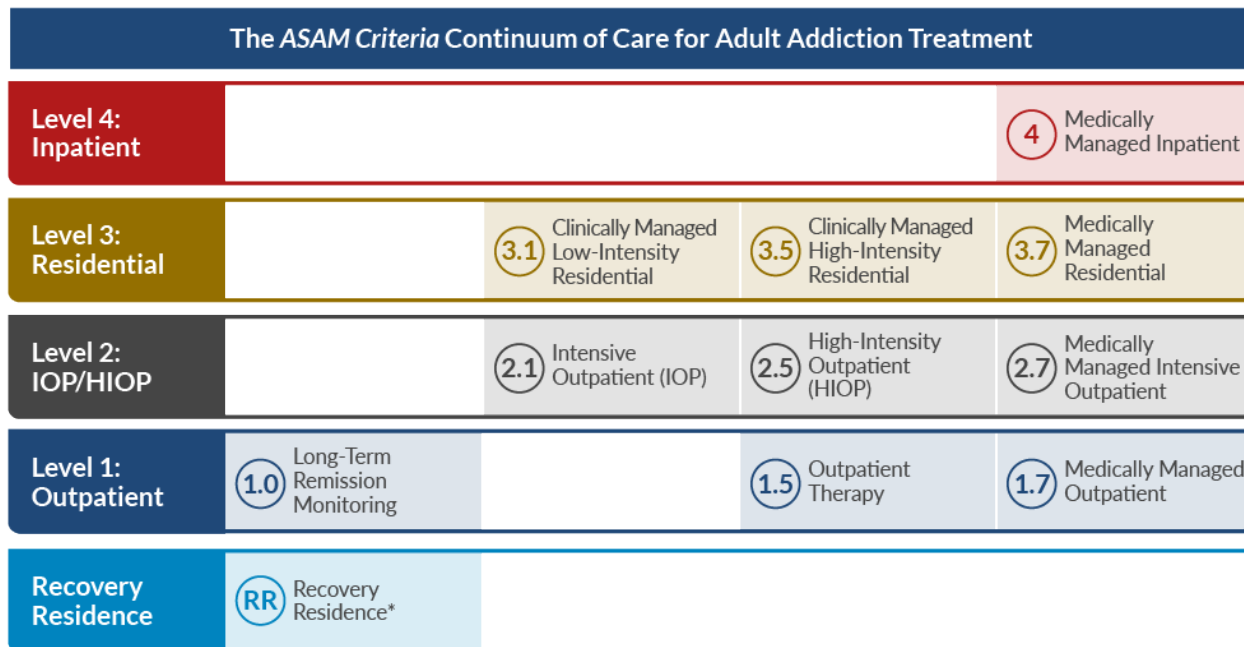 The ASAM Criteria Continuum of Care for Adult Addiction Treatment
Level 4:
Inpatient
4
Medically
Managed Inpatient
Level 3:
Residential
3.1
Clinically Managed
Low-Intensity
Residential
3.5
Clinically Managed
High-Intensity
Residential
3.7
Medically
Managed
Residential
Level 2:
IOP/HIOP
2.1
Intensive
Outpatient (IOP)
2.5
High-Intensity
Outpatient
(HIOP)
2.7
Medically
Managed Intensive
Outpatient
Level 1:
Outpatient
1.0
Long-Term
Remission
Monitoring
1.5
Outpatient
Therapy
1.7
Medically Managed
Outpatient
Recovery
Residence
RR
Recovery
Residence*